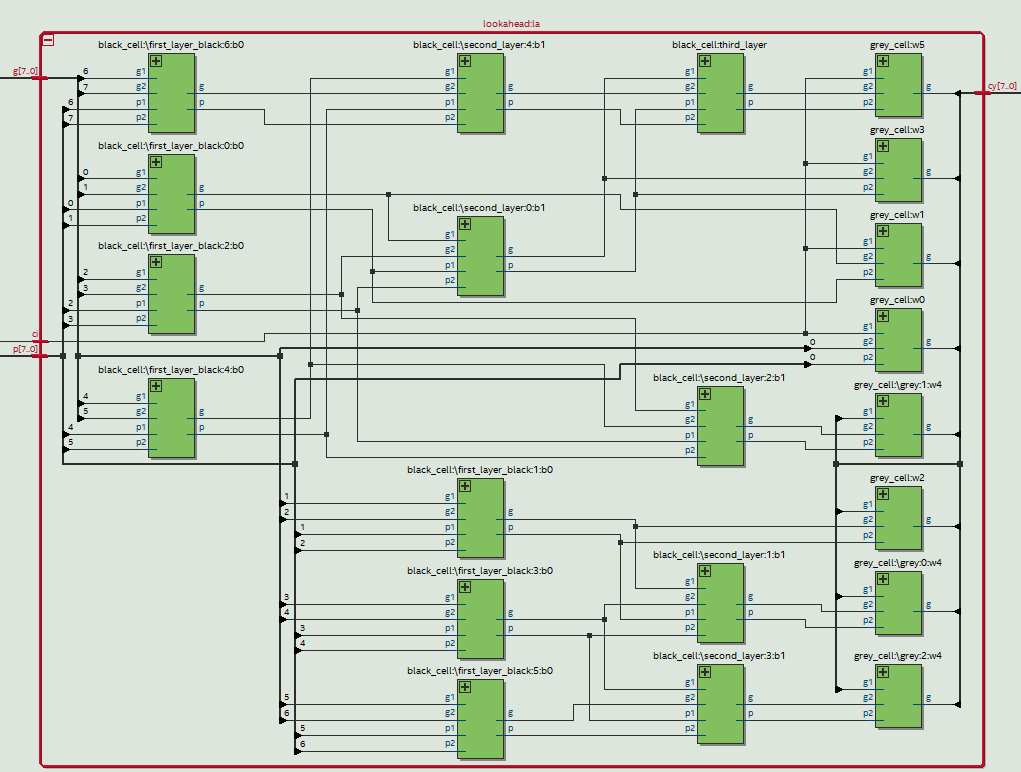 lookahead:la
black_cell:\first_layer_black:6:b0 black_cell:\second_layer:4:b1 black_cell:third_layer grey_cell:w5
g[7..0] 6 g1 g1 g1 g1
7 g2 g g2 g g2 g g2 g cy[7..0]
6 p1 p p1 p p1 p p2
7 p2 p2 p2
grey_cell:w3
black_cell:\first_layer_black:0:b0
g1
0 g1 g2 g
1 g2 g p2
0 p1 p
1 p2
black_cell:\second_layer:0:b1 grey_cell:w1
g1 g1
g2 g g2 g
p1 p p2
p2
black_cell:\first_layer_black:2:b0
2 g1
3 g2 g
2 p1 p
3 p2
grey_cell:w0
ci g1
p[7..0] 0 g2 g
0 p2
black_cell:\first_layer_black:4:b0 black_cell:\second_layer:2:b1 grey_cell:\grey:1:w4
4 g1 g1 g1
5 g2 g g2 g g2 g
4 p1 p p1 p p2
5 p2 p2
black_cell:\first_layer_black:1:b0 grey_cell:w2
1 g1 g1
2 g2 g g2 g
1 p1 p p2
2 p2
black_cell:\second_layer:1:b1 grey_cell:\grey:0:w4
g1 g1
g2 g g2 g
p1 p p2
p2
black_cell:\first_layer_black:3:b0
3 g1
4 g2 g
3 p1 p
4 p2
black_cell:\first_layer_black:5:b0 black_cell:\second_layer:3:b1 grey_cell:\grey:2:w4
5 g1 g1 g1
6 g2 g g2 g g2 g
5 p1 p p1 p p2
6 p2 p2